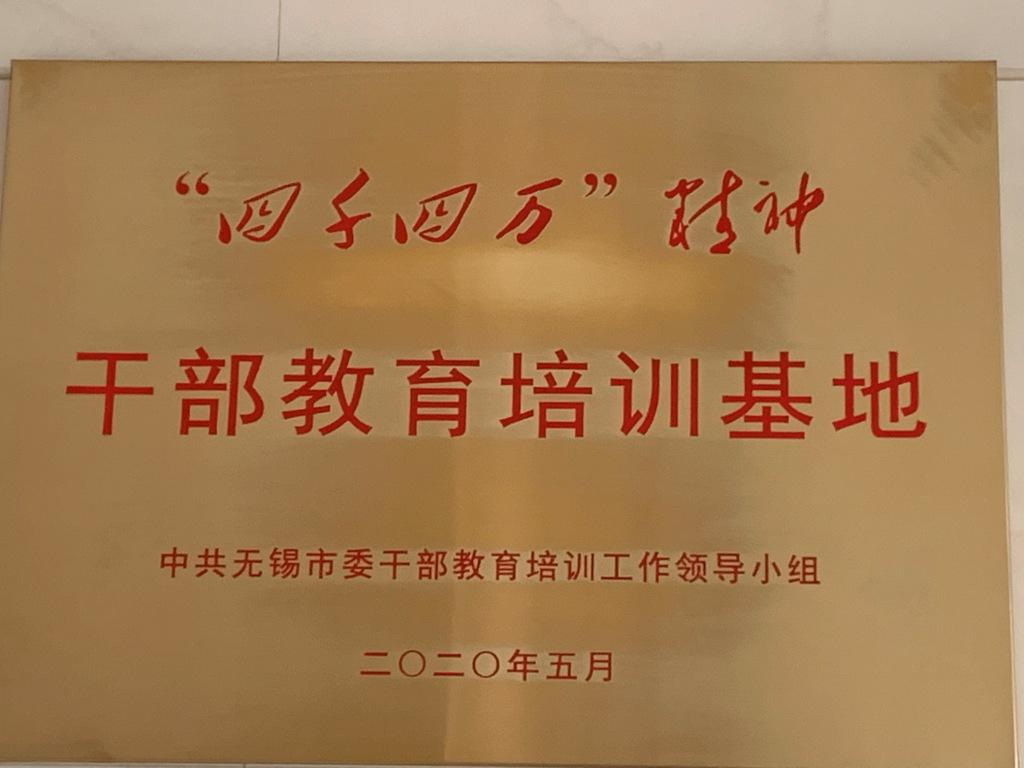 “四千四万”精神
干部教育培训基地
中共无锡市委干部教育培训工作领导小组
二〇二〇年五月